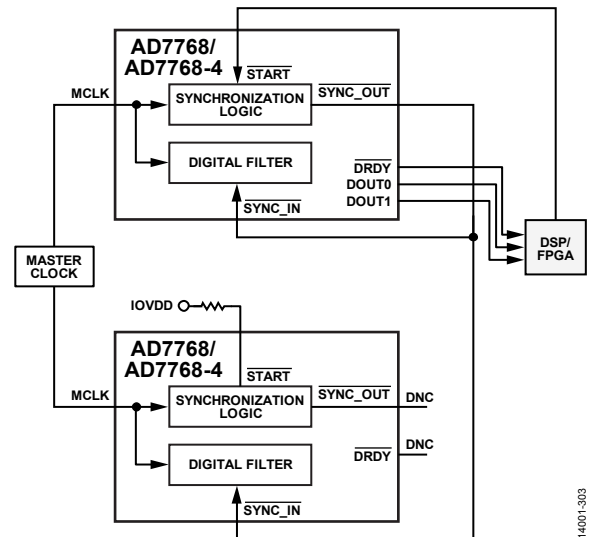 AD7768/
AD7768-4
START
MCLK
SYNCHRONIZATION
LOGIC
SYNC_OUT
DIGITAL FILTER
DRDY
DOUT0
DOUT1
SYNC_IN
DSP/
FPGA
MASTER
CLOCK
IOVDD
AD7768/
AD7768-4
START
MCLK
SYNCHRONIZATION
LOGIC
SYNC_OUT
DNC
DIGITAL FILTER
DRDY
DNC
SYNC_IN
14001-303